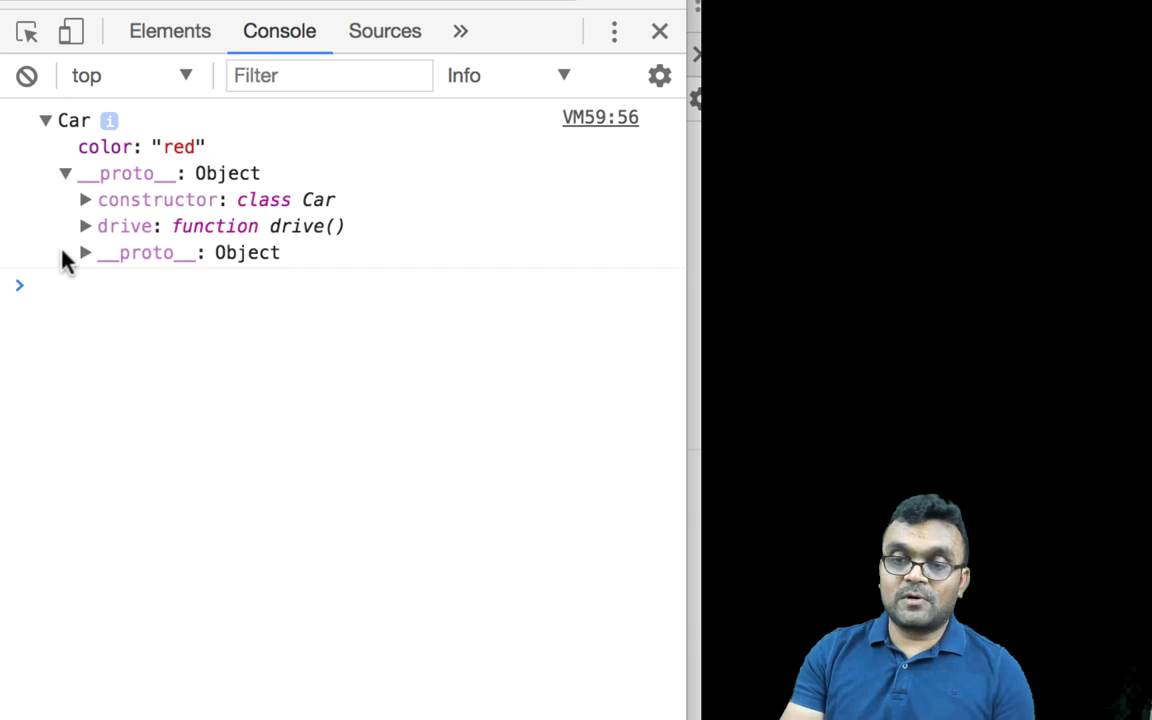 Elements Console Sources »
top Filter Info
Car i VM59:56
color: "red"
__proto__: Object
constructor: class Car
drive: function drive()
__proto__: Object
>